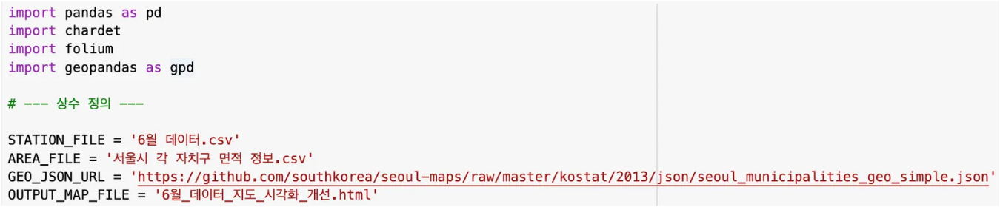 import pandas as pd
import chardet
import folium
import geopandas as gpd
# --- 상수 정의 ---
STATION_FILE = '6월 데이터.csv'
AREA_FILE = '서울시 각 자치구 면적 정보.csv'
GEO_JSON_URL = 'https://github.com/southkorea/seoul-maps/raw/master/kostat/2013/json/seoul_municipalities_geo_simple.json'
OUTPUT_MAP_FILE = '6월_데이터_지도_시각화_개선.html'